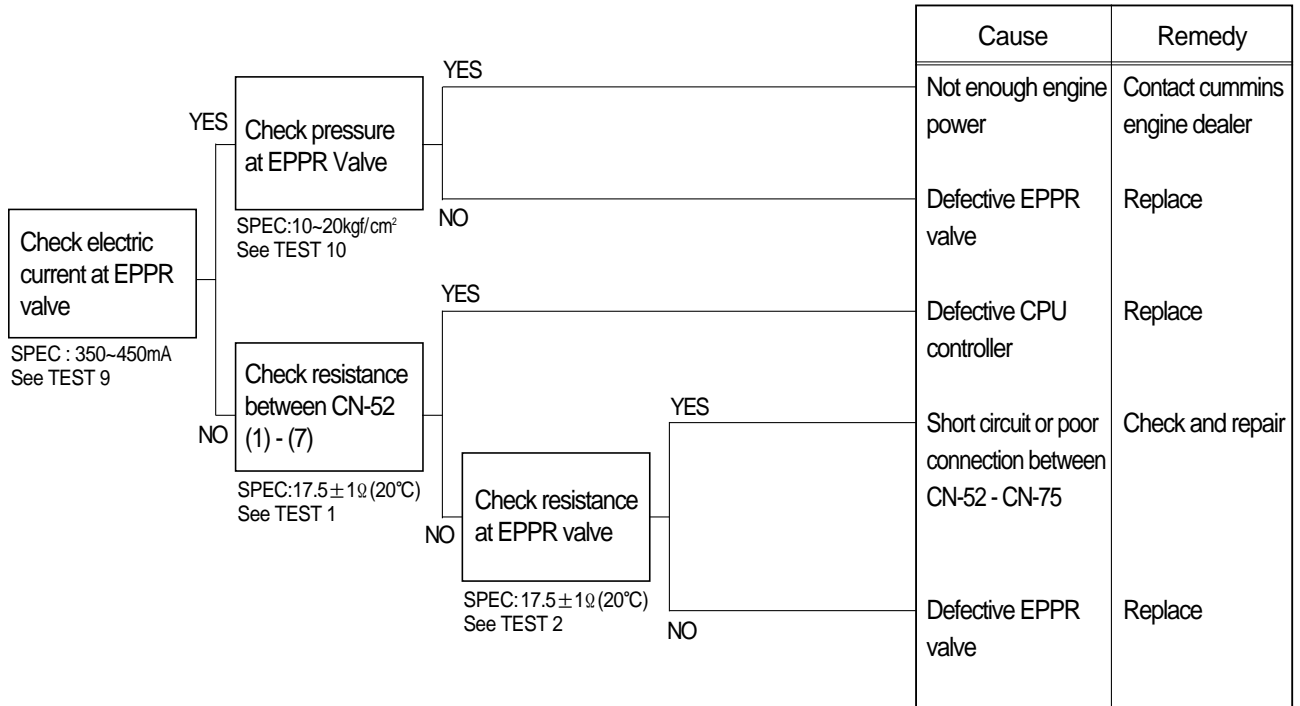 Cause
Remedy
YES
Not enough engine
power
Contact cummins
engine dealer
YES
Check pressure
at EPPR Valve
SPEC:10~20kgf/cm²
See TEST 10
NO
Defective EPPR
valve
Replace
Check electric
current at EPPR
valve
SPEC : 350~450mA
See TEST 9
YES
Defective CPU
controller
Replace
NO
Check resistance
between CN-52
(1) - (7)
SPEC:17.5±1Ω(20℃)
See TEST 1
YES
Short circuit or poor
connection between
CN-52 - CN-75
Check and repair
NO
Check resistance
at EPPR valve
SPEC:17.5±1Ω(20℃)
See TEST 2
NO
Defective EPPR
valve
Replace